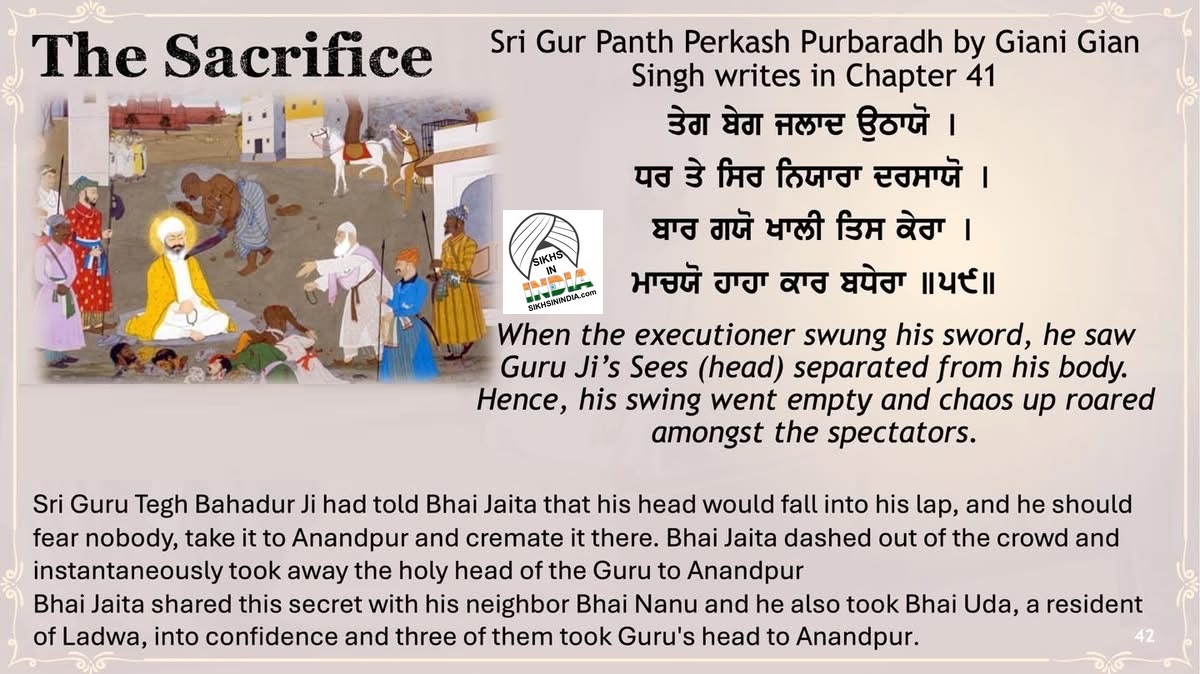 The Sacrifice
Sri Gur Panth Perkash Purbaradh by Giani Gian
Singh writes in Chapter 41
ਤੇਗ ਬੇਗ ਜਲਾਦ ਉਠਾਯੋ ।
ਧਰ ਤੇ ਸਿਰ ਨਿਯਾਰਾ ਦਰਸਾਯੋ ।
ਬਾਰ ਗਯੋ ਖਾਲੀ ਤਿਸ ਕੇਰਾ ।
ਮਾਚਯੋ ਹਾਹਾ ਕਾਰ ਬਧੇਰਾ ॥੫੯॥
SIKHS
IN
INDIA
SIKHSININDIA.com
When the executioner swung his sword, he saw
Guru Ji’s Sees (head) separated from his body.
Hence, his swing went empty and chaos up roared
amongst the spectators.
Sri Guru Tegh Bahadur Ji had told Bhai Jaita that his head would fall into his lap, and he should
fear nobody, take it to Anandpur and cremate it there. Bhai Jaita dashed out of the crowd and
instantaneously took away the holy head of the Guru to Anandpur
Bhai Jaita shared this secret with his neighbor Bhai Nanu and he also took Bhai Uda, a resident
of Ladwa, into confidence and three of them took Guru's head to Anandpur.
42